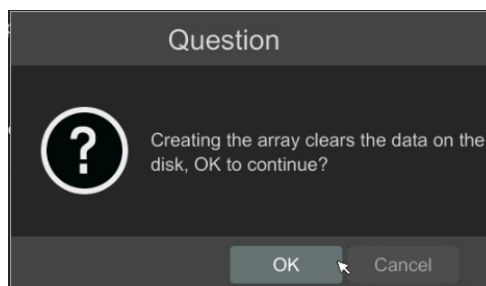 Question
Creating the array clears the data on the
disk, OK to continue?
OK
Cancel